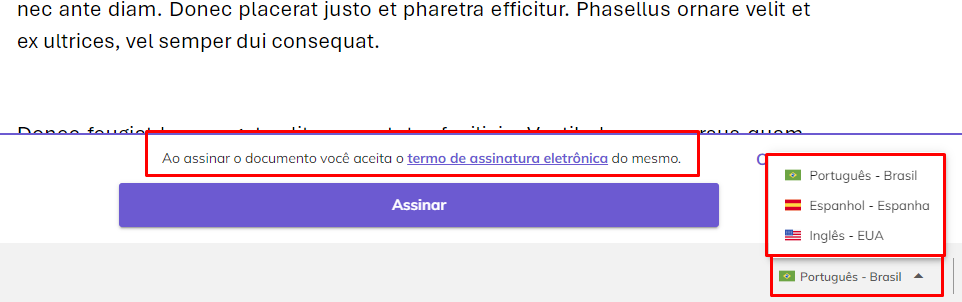 nec ante diam. Donec placerat justo et pharetra efficitur. Phasellus ornare velit et
ex ultrices, vel semper dui consequat.
Donec feugiat
Ao assinar o documento você aceita o termo de assinatura eletrônica do mesmo.
Assinar
Português - Brasil
Espanhol - Espanha
Inglês - EUA
Português - Brasil